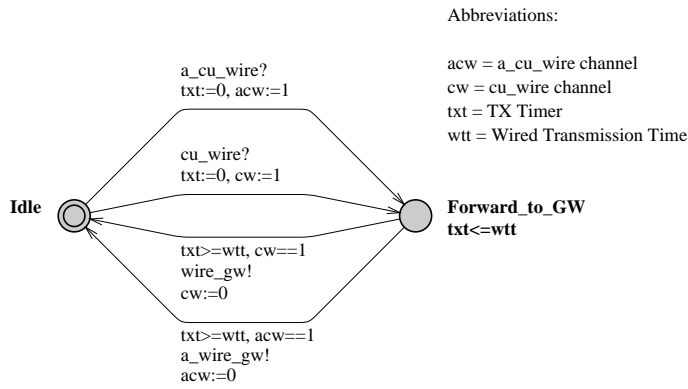 Abbreviations:
acw = a_cu_wire channel
cw = cu_wire channel
txt = TX Timer
wtt = Wired Transmission Time
a_cu_wire?
txt:=0, acw:=1
cu_wire?
txt:=0, cw:=1
Idle
Forward_to_GW
txt<=wtt
txt>=wtt, cw==1
wire_gw!
cw:=0
txt>=wtt, acw==1
a_wire_gw!
acw:=0